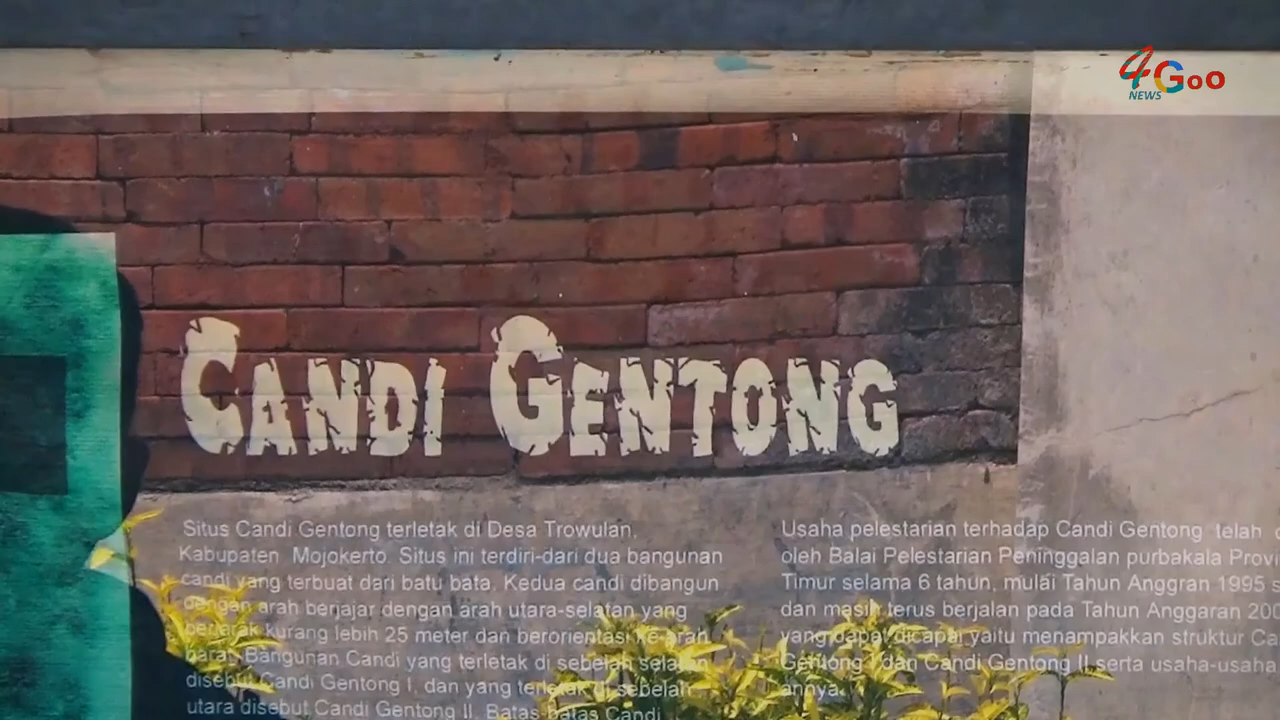 4Goo
NEWS
CANDI GENTONG
Situs Candi Gentong terletak di Desa Trowulan.
Kabupaten Mojokerto. Situs ini terdiri-dari dua bangunan
candi yang terbuat dari batu bata. Kedua candi dibangun
dengan arah berjajar dengan arah utara-selatan yang
berjarak kurang lebih 25 meter dan berorientasi ke arah
barat. Bangunan Candi yang terletak di sebelah selatan
disebut Candi Gentong I, dan yang terletak di sebelah
utara disebut Candi Gentong II. Batas-batas Candi
Usaha pelestarian terhadap Candi Gentong telah
oleh Balai Pelestarian Peninggalan purbakala Provi
Timur selama 6 tahun, mulai Tahun Anggran 1995 s
dan masih terus berjalan pada Tahun Anggaran 200
yang dapat dicapai yaitu menampakkan struktur Ca
Gentong I dan Candi Gentong II serta usaha-usaha
annya.